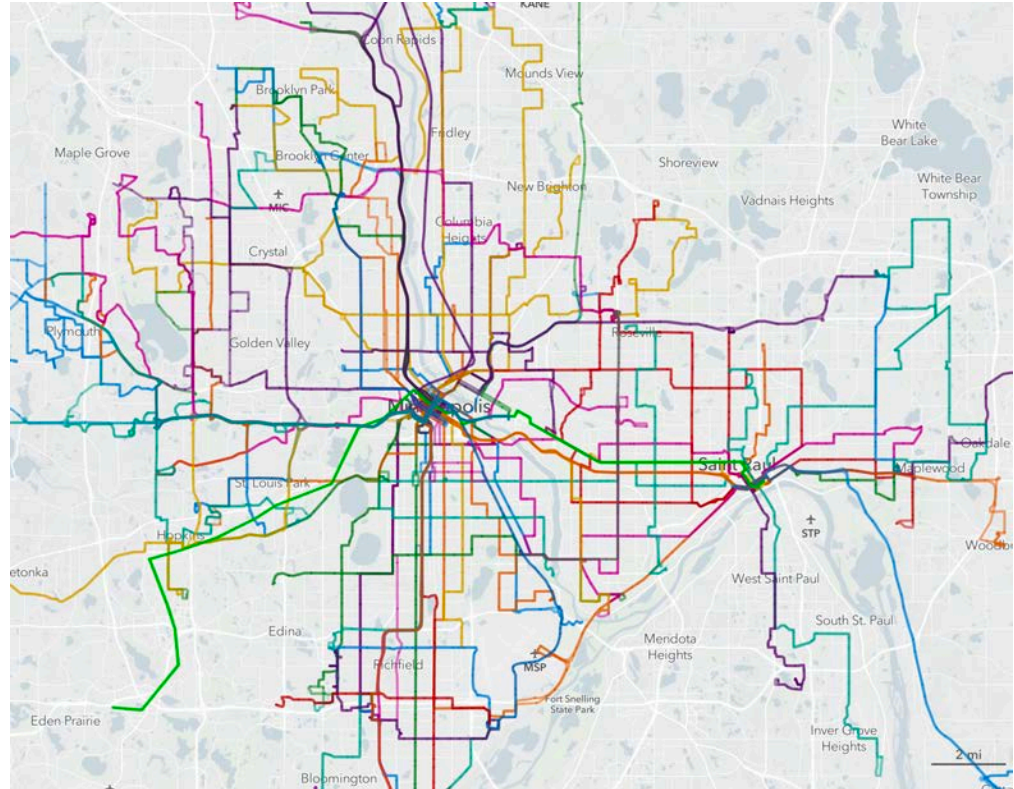 KANE
Coon Rapids
Mounds View
Brooklyn Park
Fridley
White
Bear Lake
Maple Grove
Brooklyn Center
Shoreview
New Brighton
White Bear
Township
MIC
Vadnais Heights
Columbia
Heights
Crystal
Plymouth
Roseville
Golden Valley
Minneapolis
Oakdale
Saint Paul
Maplewood
St. Louis Park
STP
Hopkins
Woodbu
etonka
West Saint Paul
South St. Paul
Edina
Mendota
Heights
Richfield
MSP
Fort Snelling
State Park
Eden Prairie
Inver Grove
Heights
2 mi
Bloomington